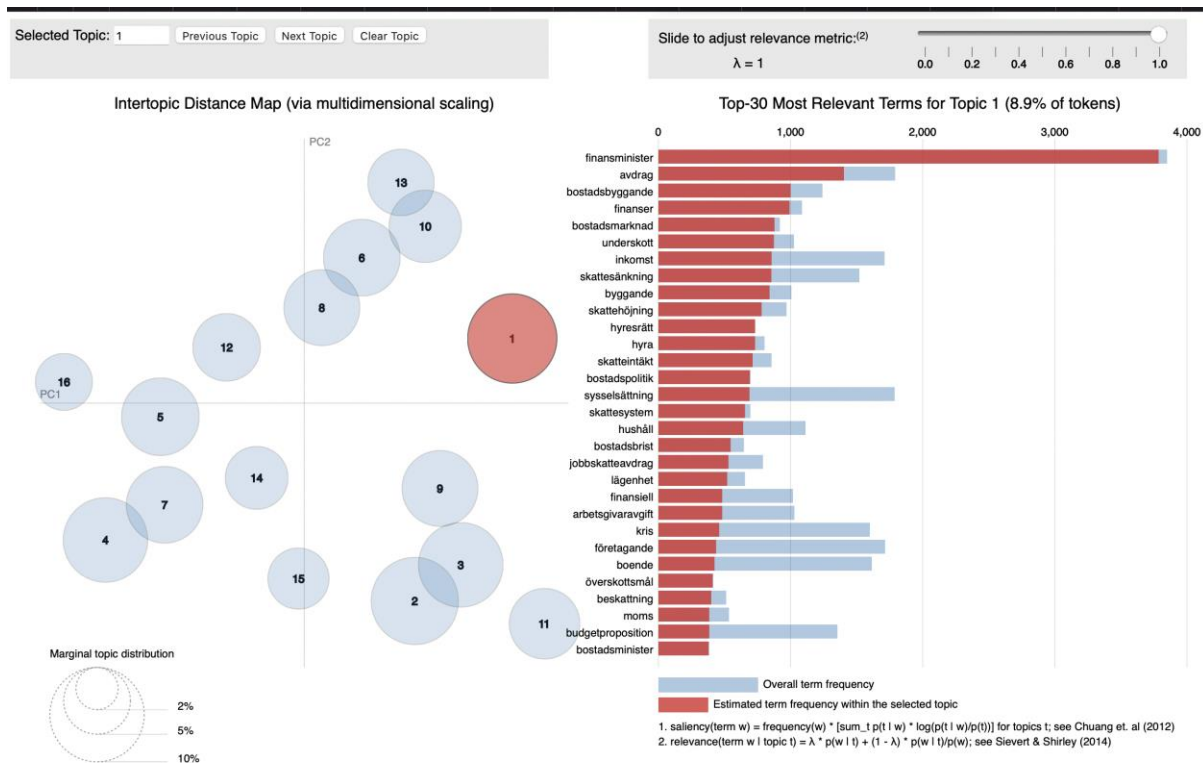 Selected Topic: 1 Previous Topic Next Topic Clear Topic
Slide to adjust relevance metric:(2)
λ = 1
0.0 0.2 0.4 0.6 0.8 1.0
Intertopic Distance Map (via multidimensional scaling)
PC2
PC1
13
10
6
8
1
12
16
5
14
9
7
4
3
15
2
11
Marginal topic distribution
2%
5%
10%
Top-30 Most Relevant Terms for Topic 1 (8.9% of tokens)
0 1,000 2,000 3,000 4,000
finansminister
avdrag
bostadsbyggande
finanser
bostadsmarknad
underskott
inkomst
skattesänkning
byggande
skattehöjning
hyresrätt
hyra
skatteintäkt
bostadspolitik
sysselsättning
skattesystem
hushåll
bostadsbrist
jobbskatteavdrag
lägenhet
finansiell
arbetsgivaravgift
kris
företagande
boende
överskottsmål
beskattning
moms
budgetproposition
bostadsminister
Overall term frequency
Estimated term frequency within the selected topic
1. saliency(term w) = frequency(w) * [sum_t p(t | w) * log(p(t | w)/p(t))] for topics t; see Chuang et. al (2012)
2. relevance(term w | topic t) = λ * p(w | t) + (1 - λ) * p(w | t)/p(w); see Sievert & Shirley (2014)